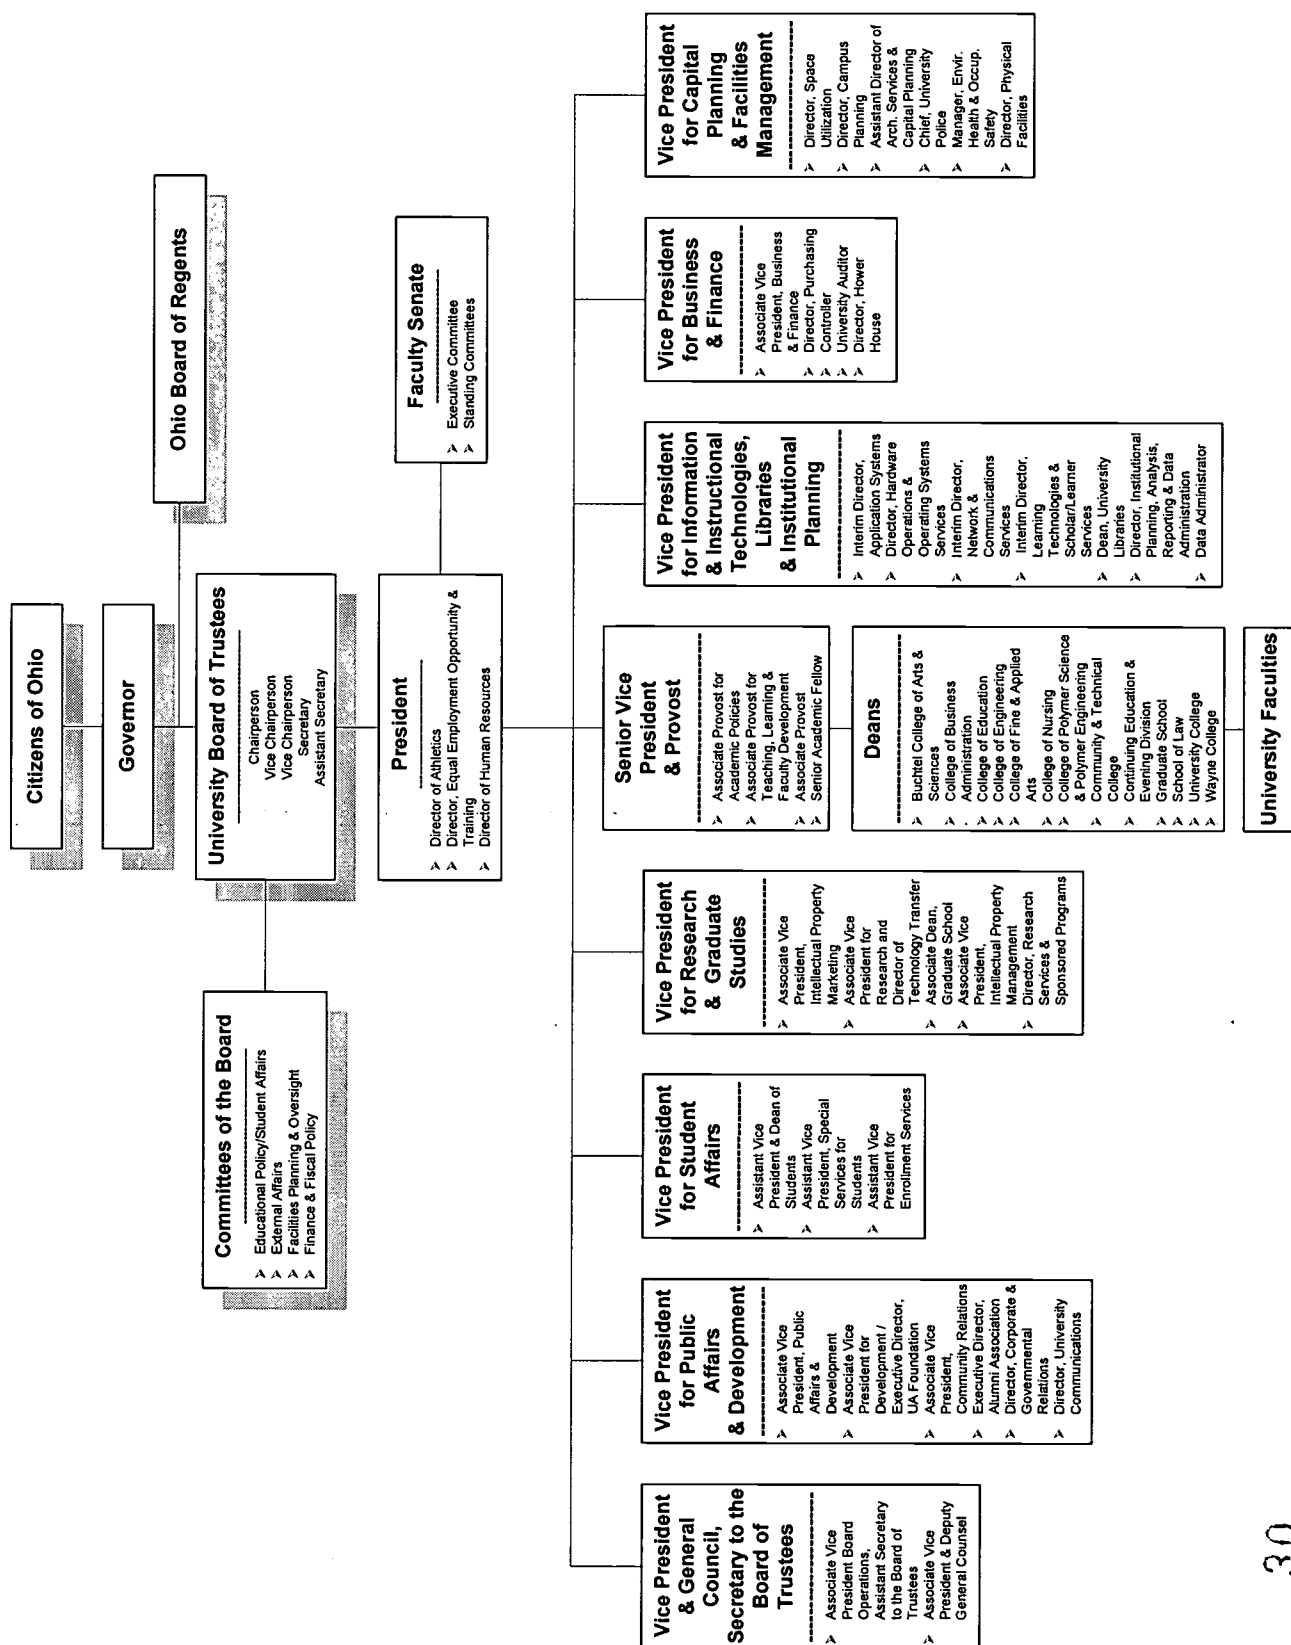 Citizens of Ohio
Governor
Ohio Board of Regents
Committees of the Board
➢ Educational Policy/Student Affairs
➢ External Affairs
➢ Facilities Planning & Oversight
➢ Finance & Fiscal Policy
University Board of Trustees
Chairperson
Vice Chairperson
Vice Chairperson
Secretary
Assistant Secretary
President
➢ Director of Athletics
➢ Director, Equal Employment Opportunity &
Training
➢ Director of Human Resources
Faculty Senate
➢ Executive Committee
➢ Standing Committees
Vice President
& General
Council,
Secretary to the
Board of
Trustees
➢ Associate Vice
President Board
Operations,
Assistant Secretary
to the Board of
Trustees
➢ Associate Vice
President & Deputy
General Counsel
Vice President
for Public
Affairs
& Development
➢ Associate Vice
President, Public
Affairs &
Development
➢ Associate Vice
President for
Development /
Executive Director,
UA Foundation
➢ Associate Vice
President,
Community Relations
➢ Executive Director,
Alumni Association
➢ Director, Corporate &
Governmental
Relations
➢ Director, University
Communications
Vice President
for Student
Affairs
➢ Assistant Vice
President & Dean of
Students
➢ Assistant Vice
President, Special
Services for
Students
➢ Assistant Vice
President for
Enrollment Services
Vice President
for Research
& Graduate
Studies
➢ Associate Vice
President,
Intellectual Property
Marketing
➢ Associate Vice
President for
Research and
Director of
Technology Transfer
➢ Associate Dean,
Graduate School
➢ Associate Vice
President,
Intellectual Property
Management
➢ Director, Research
Services &
Sponsored Programs
Senior Vice
President
& Provost
➢ Associate Provost for
Academic Policies
➢ Associate Provost for
Teaching, Learning &
Faculty Development
➢ Associate Provost
➢ Senior Academic Fellow
Deans
➢ Buchtel College of Arts &
Sciences
➢ College of Business
Administration
➢ College of Education
➢ College of Engineering
➢ College of Fine & Applied
Arts
➢ College of Nursing
➢ College of Polymer Science
& Polymer Engineering
➢ Community & Technical
College
➢ Continuing Education &
Evening Division
➢ Graduate School
➢ School of Law
➢ University College
➢ Wayne College
University Faculties
Vice President
for Information
& Instructional
Technologies,
Libraries
& Institutional
Planning
➢ Interim Director,
Application Systems
➢ Director, Hardware
Operations &
Operating Systems
Services
➢ Interim Director,
Network &
Communications
Services
➢ Interim Director,
Learning
Technologies &
Scholar/Learner
Services
➢ Dean, University
Libraries
➢ Director, Institutional
Planning, Analysis,
Reporting & Data
Administration
➢ Data Administrator
Vice President
for Business
& Finance
➢ Associate Vice
President, Business
& Finance
➢ Director, Purchasing
➢ Controller
➢ University Auditor
➢ Director, Hower
House
Vice President
for Capital
Planning
& Facilities
Management
➢ Director, Space
Utilization
➢ Director, Campus
Planning
➢ Assistant Director of
Arch. Services &
Capital Planning
➢ Chief, University
Police
➢ Manager, Envir.
Health & Occup.
Safety
➢ Director, Physical
Facilities
30